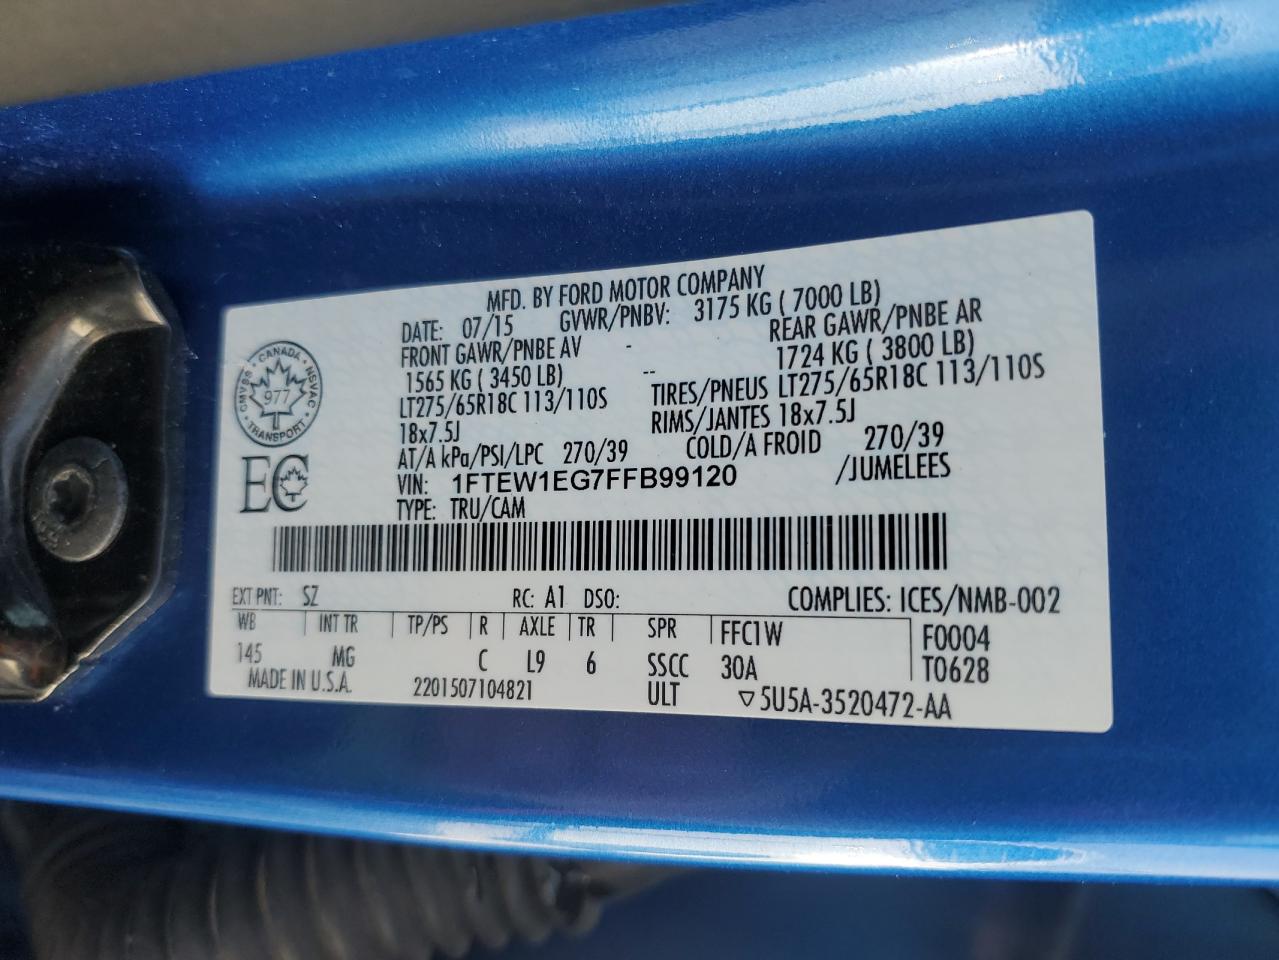 MFD. BY FORD MOTOR COMPANY
DATE: 07/15 GVWR/PNBV: 3175 KG ( 7000 LB)
FRONT GAWR/PNBE AV - REAR GAWR/PNBE AR
1565 KG ( 3450 LB) -- 1724 KG ( 3800 LB)
LT275/65R18C 113/110S TIRES/PNEUS LT275/65R18C 113/110S
18x7.5J RIMS/JANTES 18x7.5J
AT/A kPa/PSI/LPC 270/39 COLD/A FROID 270/39
VIN: 1FTEW1EG7FFB99120 /JUMELEES
TYPE: TRU/CAM
CANADA
CMVSS NSVAC
977
TRANSPORT
EC
EXT PNT: SZ RC: A1 DSO: COMPLIES: ICES/NMB-002
WB INT TR TP/PS R AXLE TR SPR FFC1W F0004
145 MG C L9 6 SSCC 30A T0628
MADE IN U.S.A. 2201507104821 ULT ▽5U5A-3520472-AA